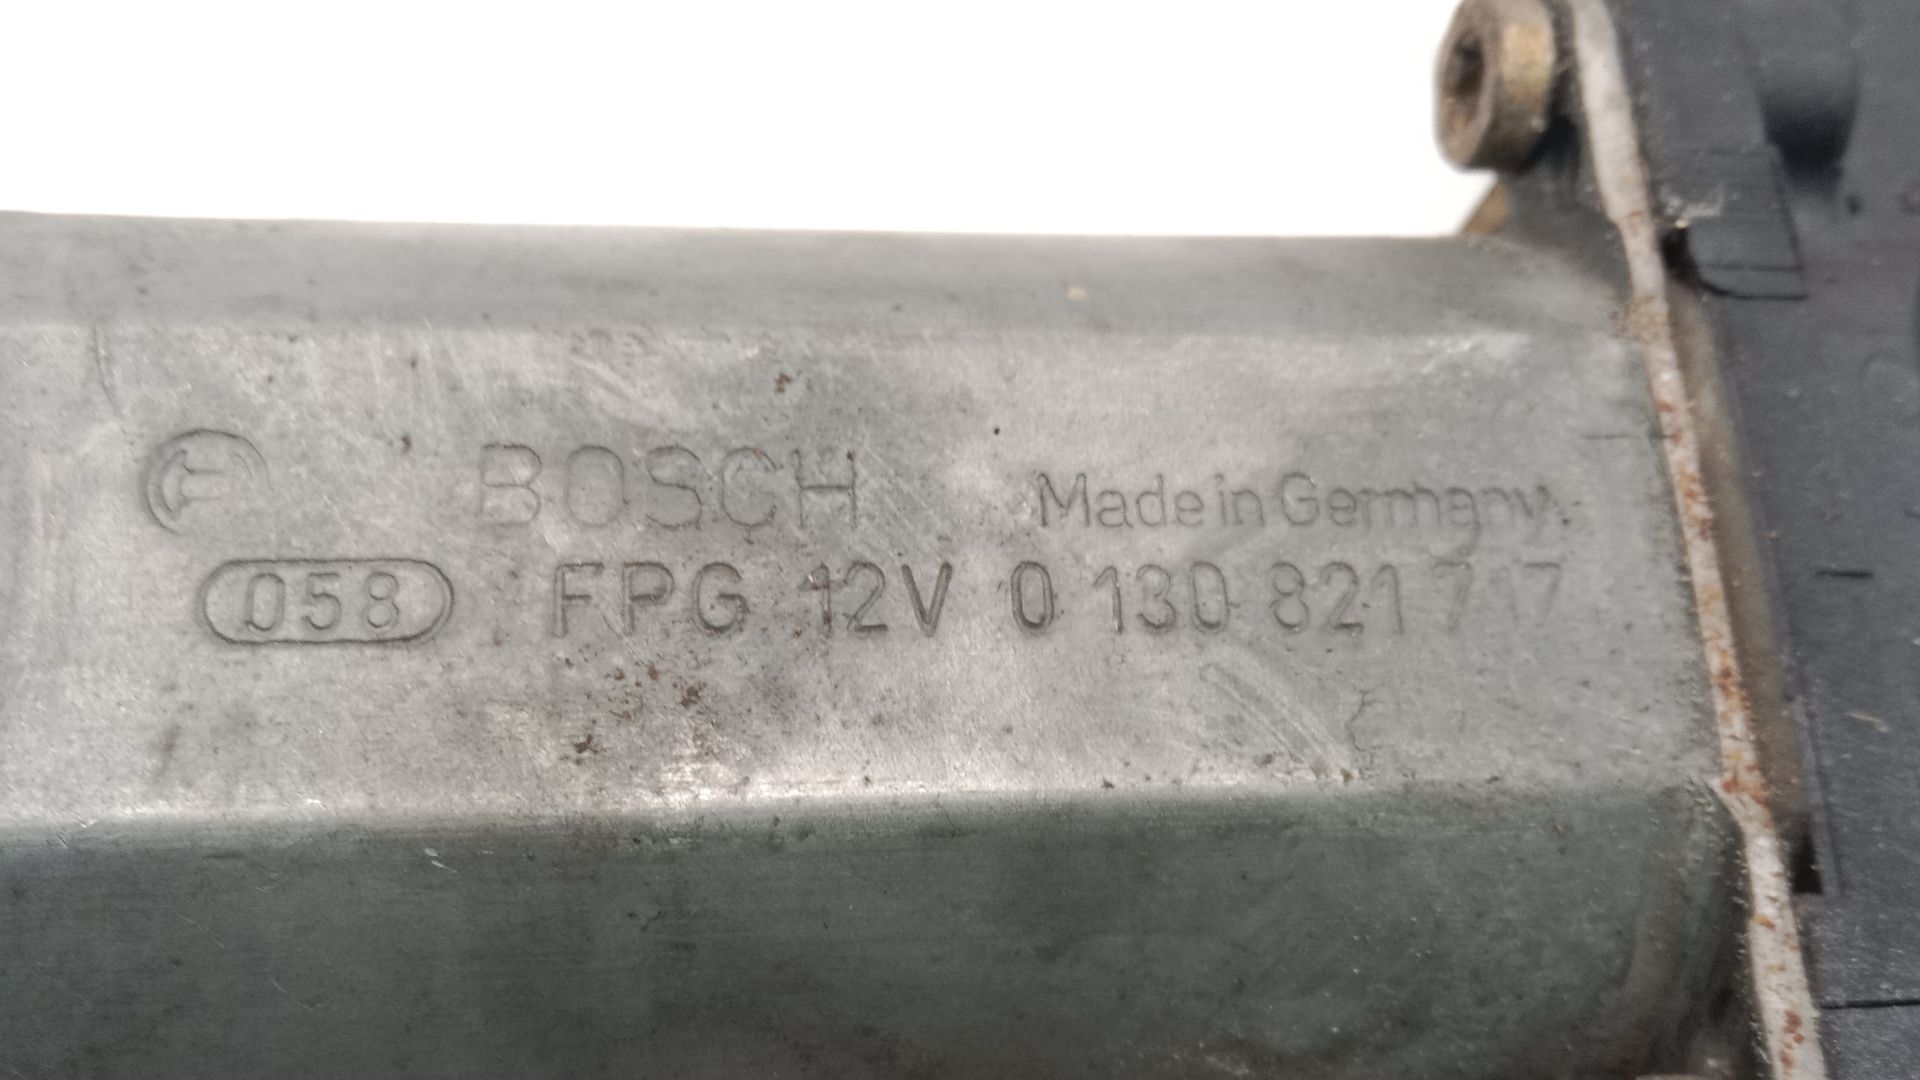 BOSCH Made in Germany
058 FPG 12V 0 130 821 717